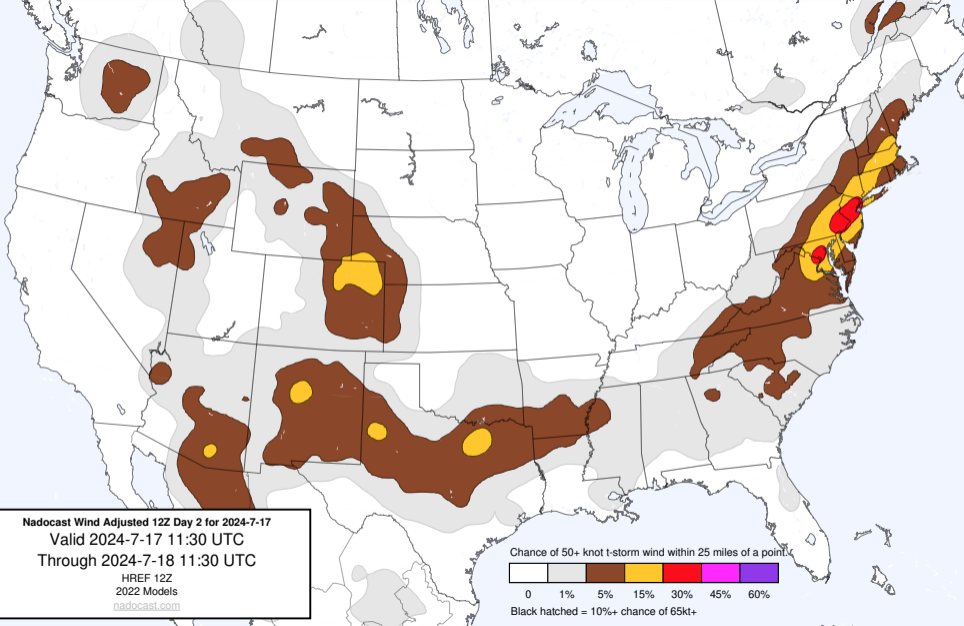 Nadocast Wind Adjusted 12Z Day 2 for 2024-7-17
Valid 2024-7-17 11:30 UTC
Through 2024-7-18 11:30 UTC
HREF 12Z
2022 Models
nadocast.com
Chance of 50+ knot t-storm wind within 25 miles of a point.
0 1% 5% 15% 30% 45% 60%
Black hatched = 10%+ chance of 65kt+